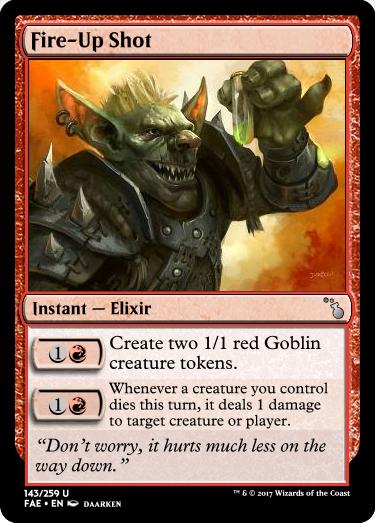 Fire-Up Shot
Instant — Elixir
1 Create two 1/1 red Goblin
creature tokens.
1 Whenever a creature you control
dies this turn, it deals 1 damage
to target creature or player.
“Don't worry, it hurts much less on
the way down.”
143/259 U
FAE • EN DAARKEN
™ & © 2017 Wizards of the Coast